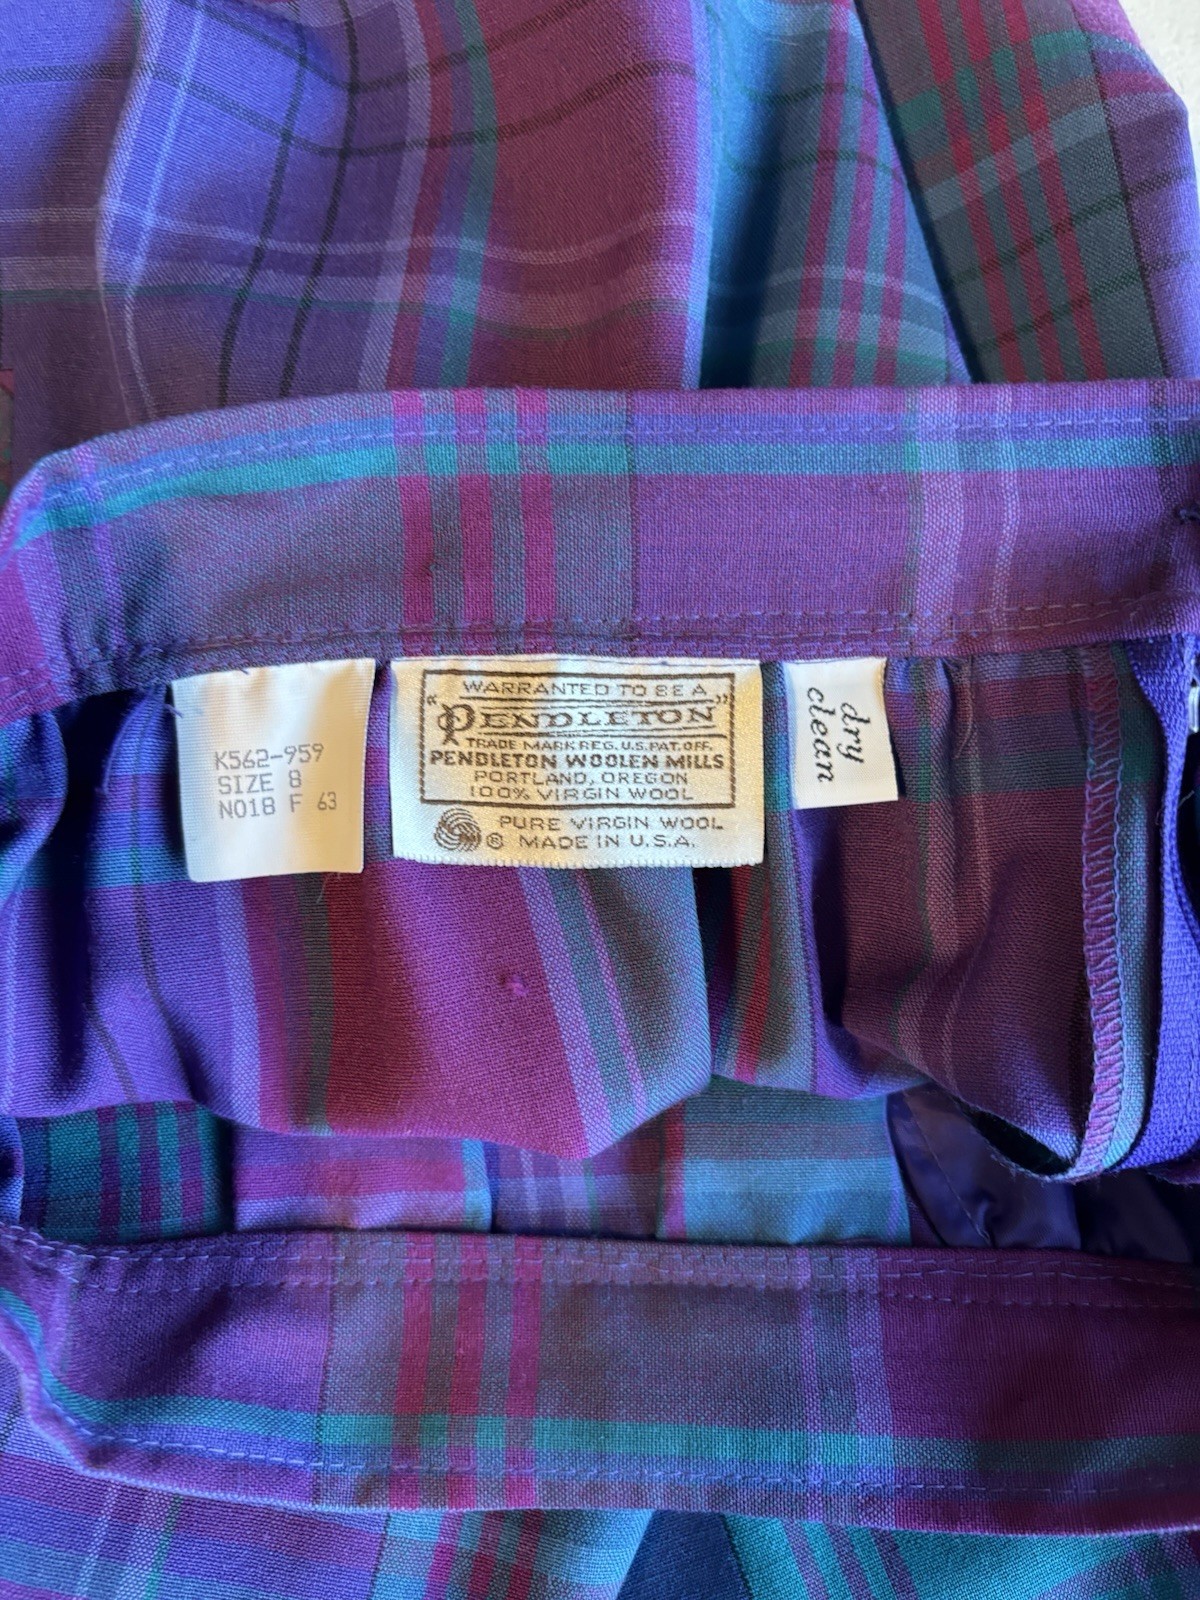 K562-959
SIZE 8
N018 F 63
WARRANTED TO BE A
"PENDLETON"
TRADE MARK REG. U.S. PAT. OFF.
PENDLETON WOOLEN MILLS
PORTLAND, OREGON
100% VIRGIN WOOL
PURE VIRGIN WOOL
® MADE IN U.S.A.
dry
clean